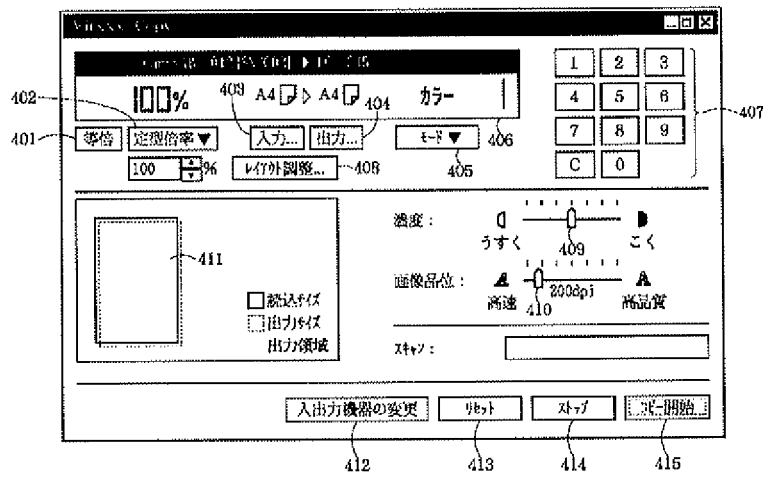 1 2 3
403 A4 ▷ A4 404 カラー
100%
402
4 5 6
407
401 等倍 定型倍率▼ 入力... 出力... モード▼ 406
7 8 9
100 % レイアウト調整... 408 405
C 0
濃度:
うすく 409 こく
411
画像品位: A 200dpi A
高速 410 高品質
読込サイズ
出力サイズ
出力領域
スキャン:
入出力機器の変更 リセット ストップ コピー開始
412 413 414 415